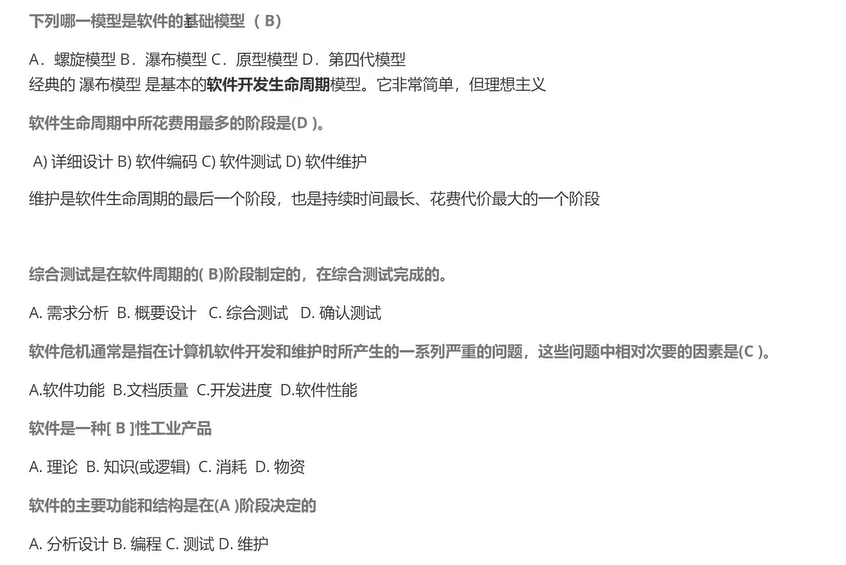 下列哪一模型是软件的基础模型（ B）
A．螺旋模型 B．瀑布模型 C．原型模型 D．第四代模型
经典的 瀑布模型 是基本的软件开发生命周期模型。它非常简单，但理想主义
软件生命周期中所花费用最多的阶段是(D )。
A) 详细设计 B) 软件编码 C) 软件测试 D) 软件维护
维护是软件生命周期的最后一个阶段，也是持续时间最长、花费代价最大的一个阶段
综合测试是在软件周期的( B)阶段制定的，在综合测试完成的。
A. 需求分析 B. 概要设计 C. 综合测试 D. 确认测试
软件危机通常是指在计算机软件开发和维护时所产生的一系列严重的问题，这些问题中相对次要的因素是(C )。
A.软件功能 B.文档质量 C.开发进度 D.软件性能
软件是一种[ B ]性工业产品
A. 理论 B. 知识(或逻辑) C. 消耗 D. 物资
软件的主要功能和结构是在(A )阶段决定的
A. 分析设计 B. 编程 C. 测试 D. 维护